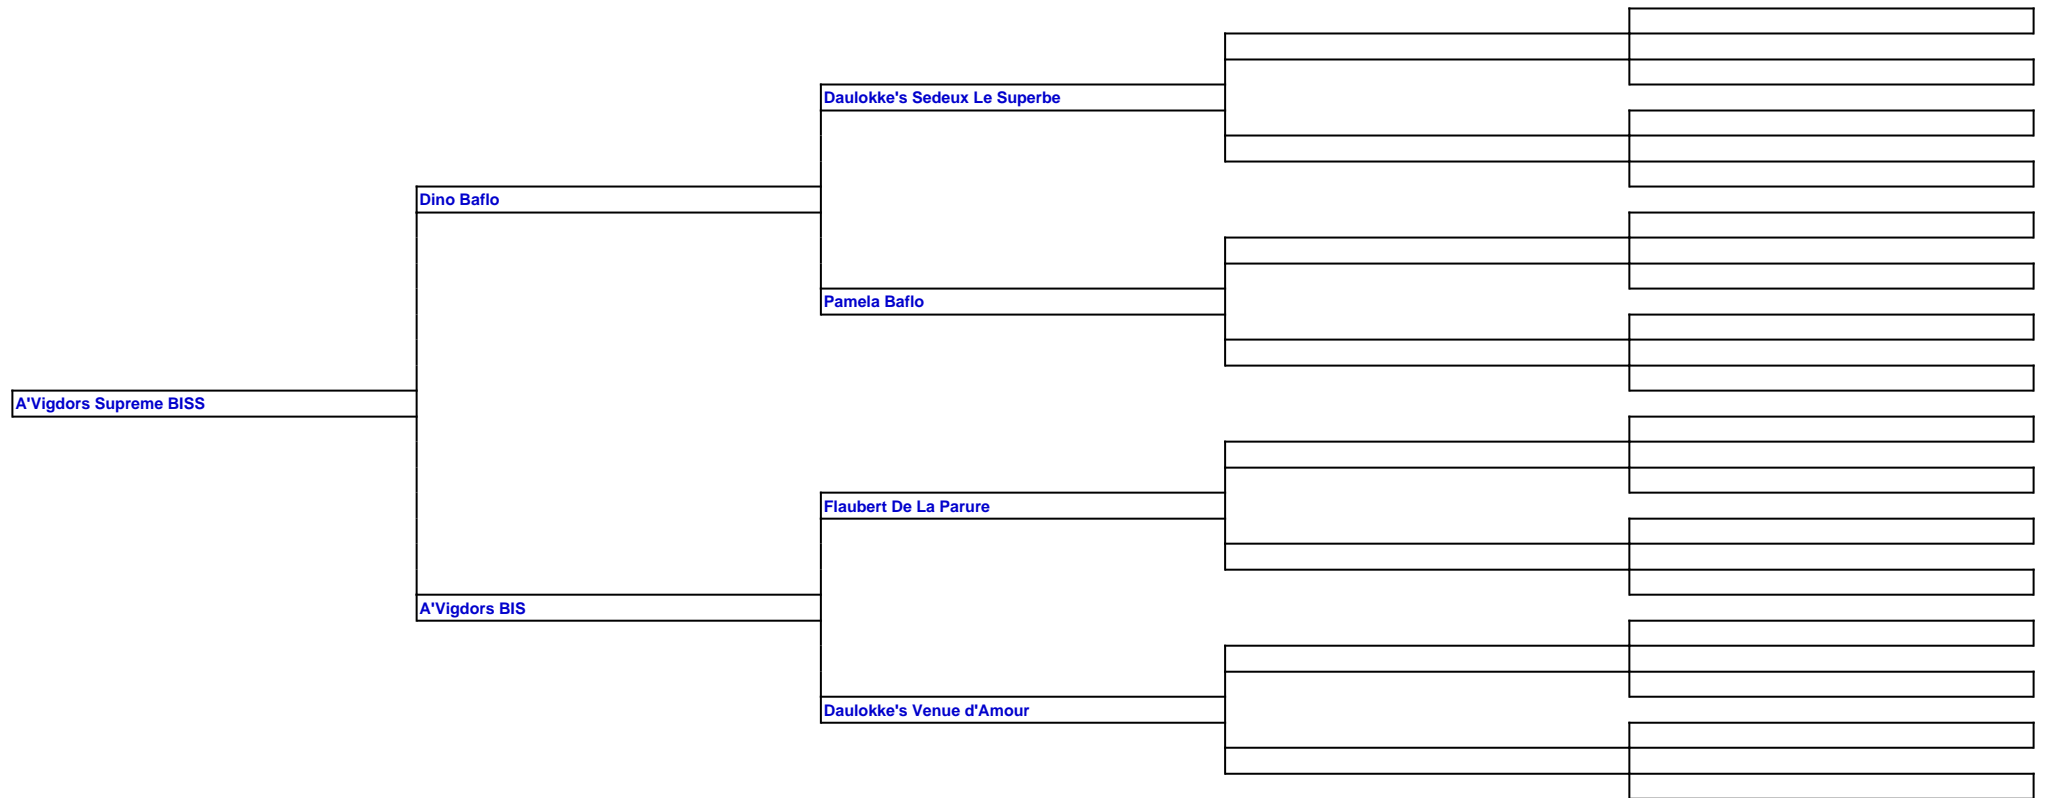 Daulokke's Sedeux Le Superbe
Dino Baflo
Pamela Baflo
A'Vigdors Supreme BISS
Flaubert De La Parure
A'Vigdors BIS
Daulokke's Venue d'Amour